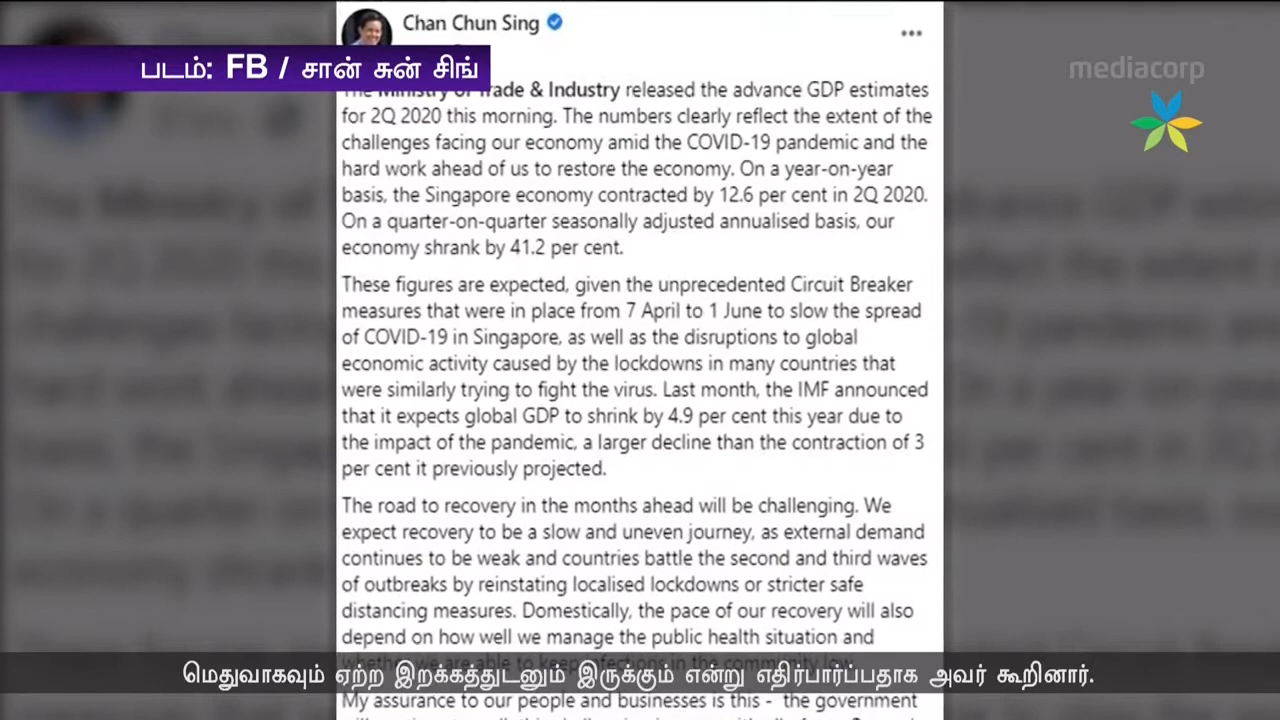 Chan Chun Sing
படம்: FB / சான் சுன் சிங்
mediacorp
The Ministry of Trade & Industry released the advance GDP estimates
for 2Q 2020 this morning. The numbers clearly reflect the extent of the
challenges facing our economy amid the COVID-19 pandemic and the
hard work ahead of us to restore the economy. On a year-on-year
basis, the Singapore economy contracted by 12.6 per cent in 2Q 2020.
On a quarter-on-quarter seasonally adjusted annualised basis, our
economy shrank by 41.2 per cent.
These figures are expected, given the unprecedented Circuit Breaker
measures that were in place from 7 April to 1 June to slow the spread
of COVID-19 in Singapore, as well as the disruptions to global
economic activity caused by the lockdowns in many countries that
were similarly trying to fight the virus. Last month, the IMF announced
that it expects global GDP to shrink by 4.9 per cent this year due to
the impact of the pandemic, a larger decline than the contraction of 3
per cent it previously projected.
The road to recovery in the months ahead will be challenging. We
expect recovery to be a slow and uneven journey, as external demand
continues to be weak and countries battle the second and third waves
of outbreaks by reinstating localised lockdowns or stricter safe
distancing measures. Domestically, the pace of our recovery will also
depend on how well we manage the public health situation and
whether we are able to keep infections in the community low.
மெதுவாகவும் ஏற்ற இறக்கத்துடனும் இருக்கும் என்று எதிர்பார்ப்பதாக அவர் கூறினார்.
My assurance to our people and businesses is this - the government